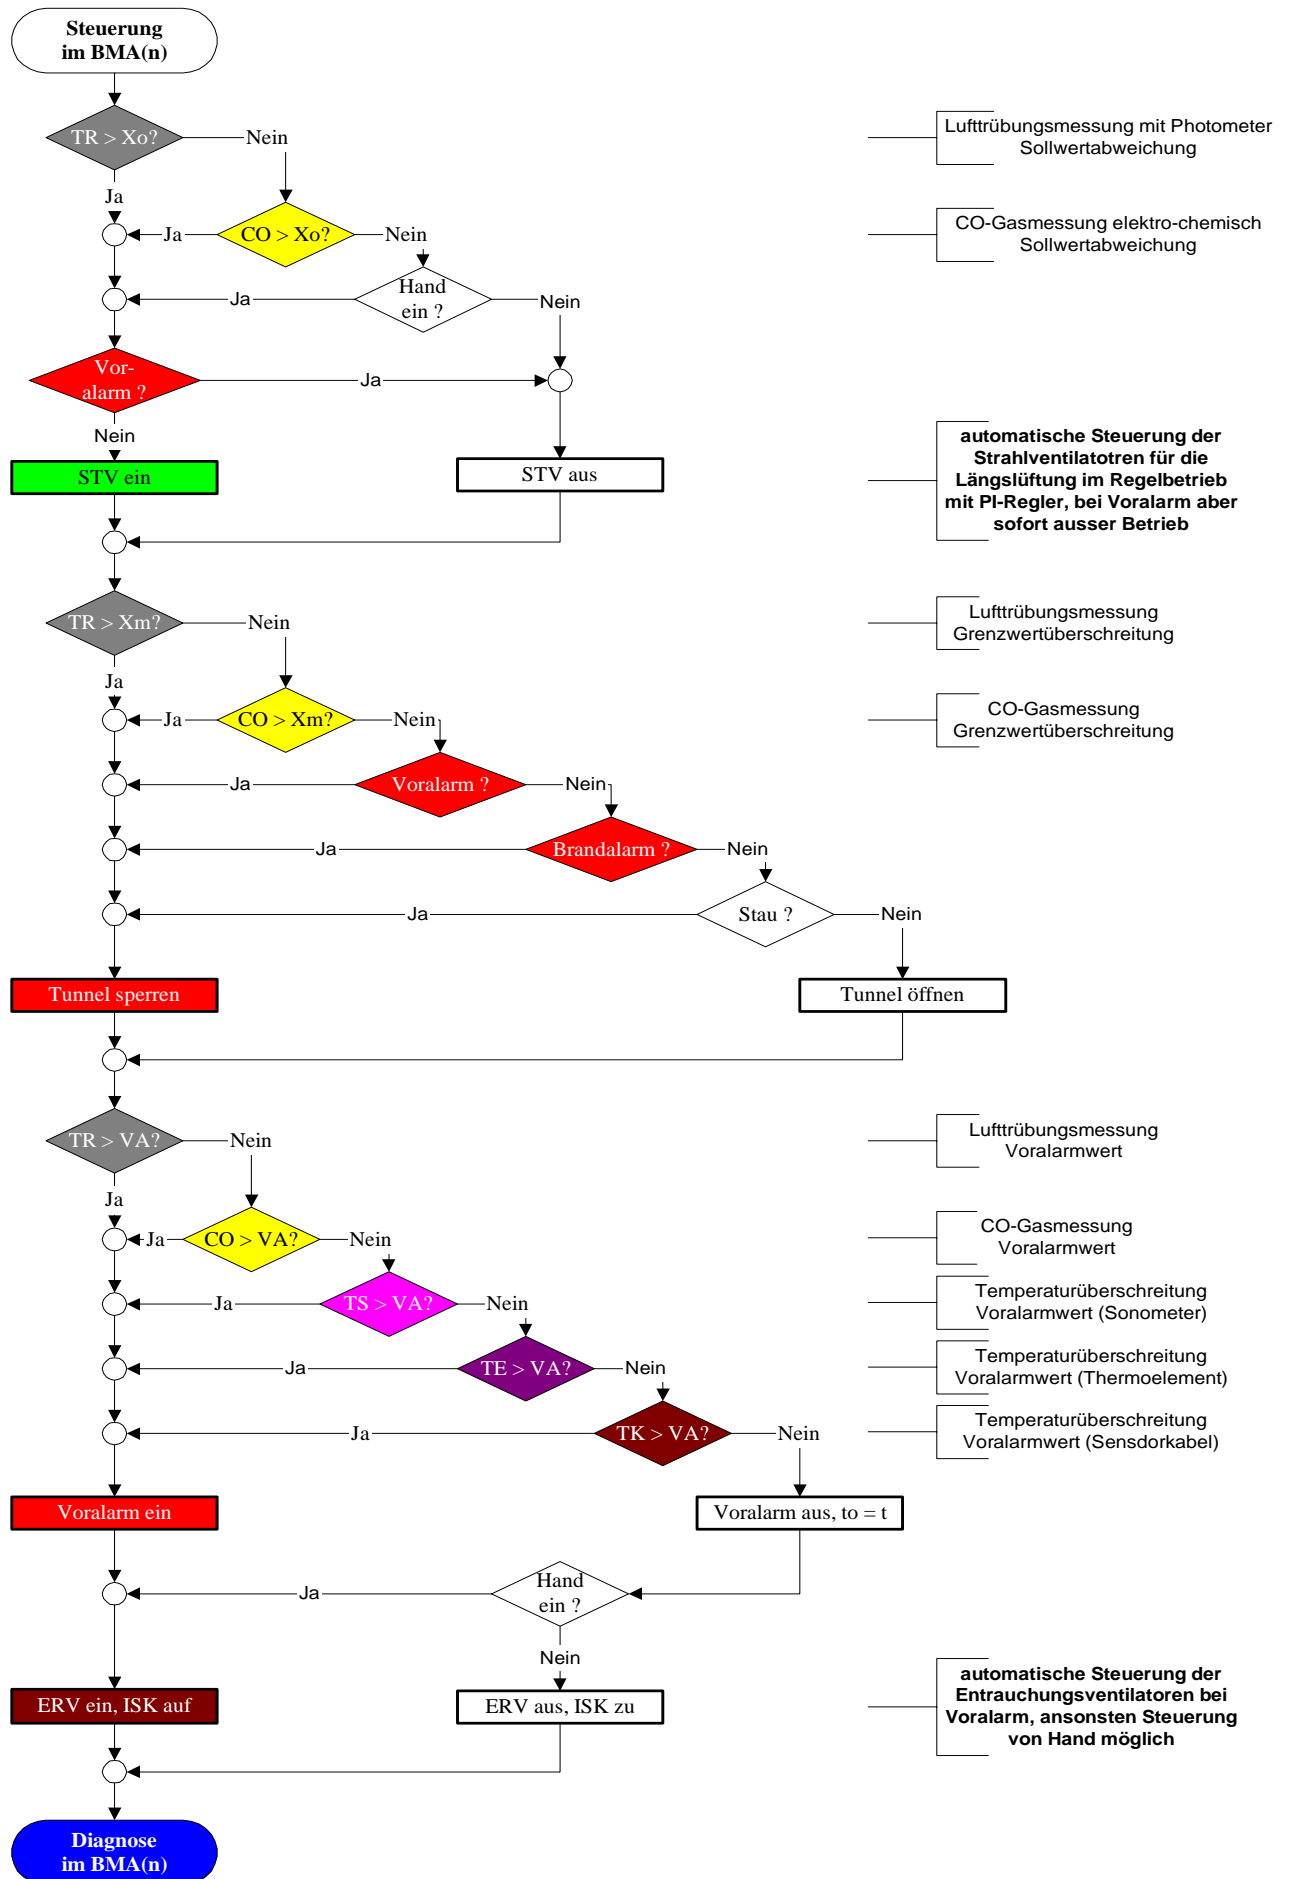 Steuerung
im BMA(n)
TR > Xo?
Nein
Lufttrübungsmessung mit Photometer
Sollwertabweichung
Ja
Ja
CO > Xo?
Nein
CO-Gasmessung elektro-chemisch
Sollwertabweichung
Ja
Hand
ein ?
Nein
Vor-
alarm ?
Ja
Nein
STV ein
STV aus
automatische Steuerung der
Strahlventilatotren für die
Längslüftung im Regelbetrieb
mit PI-Regler, bei Voralarm aber
sofort ausser Betrieb
TR > Xm?
Nein
Lufttrübungsmessung
Grenzwertüberschreitung
Ja
Ja
CO > Xm?
Nein
CO-Gasmessung
Grenzwertüberschreitung
Ja
Voralarm ?
Nein
Ja
Brandalarm ?
Nein
Ja
Stau ?
Nein
Tunnel sperren
Tunnel öffnen
TR > VA?
Nein
Lufttrübungsmessung
Voralarmwert
Ja
Ja
CO > VA?
Nein
CO-Gasmessung
Voralarmwert
Ja
TS > VA?
Nein
Temperaturüberschreitung
Voralarmwert (Sonometer)
Ja
TE > VA?
Nein
Temperaturüberschreitung
Voralarmwert (Thermoelement)
Ja
TK > VA?
Nein
Temperaturüberschreitung
Voralarmwert (Sensdorkabel)
Voralarm ein
Voralarm aus, to = t
Ja
Hand
ein ?
Nein
ERV ein, ISK auf
ERV aus, ISK zu
automatische Steuerung der
Entrauchungsventilatoren bei
Voralarm, ansonsten Steuerung
von Hand möglich
Diagnose
im BMA(n)